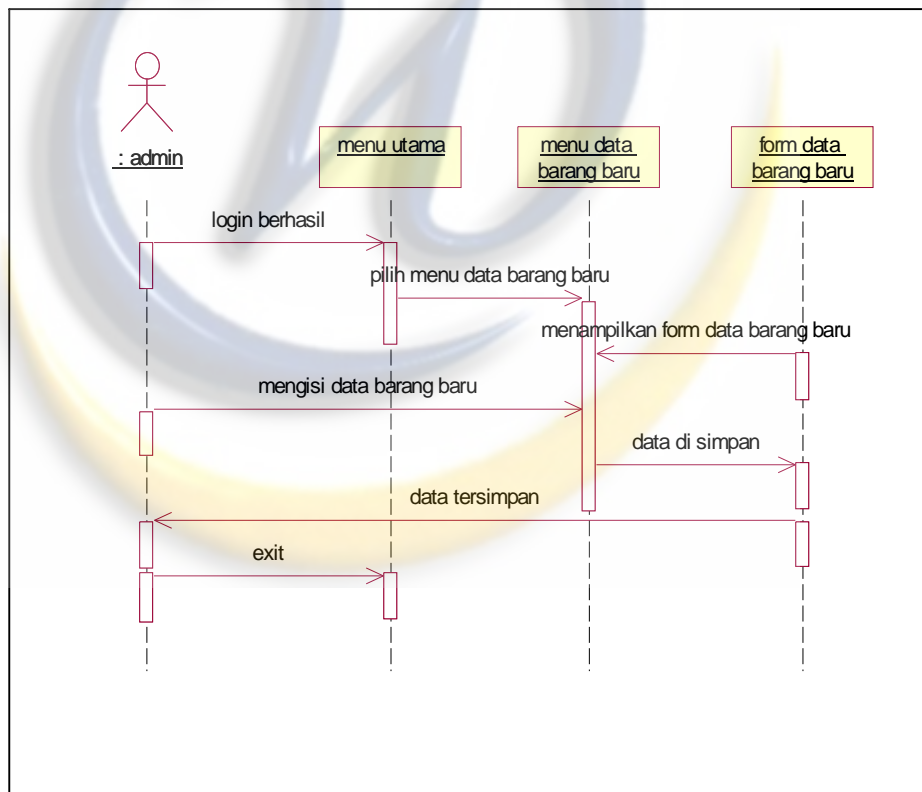 : admin
menu utama
menu data
barang baru
form data
barang baru
login berhasil
pilih menu data barang baru
menampilkan form data barang baru
mengisi data barang baru
data di simpan
data tersimpan
exit